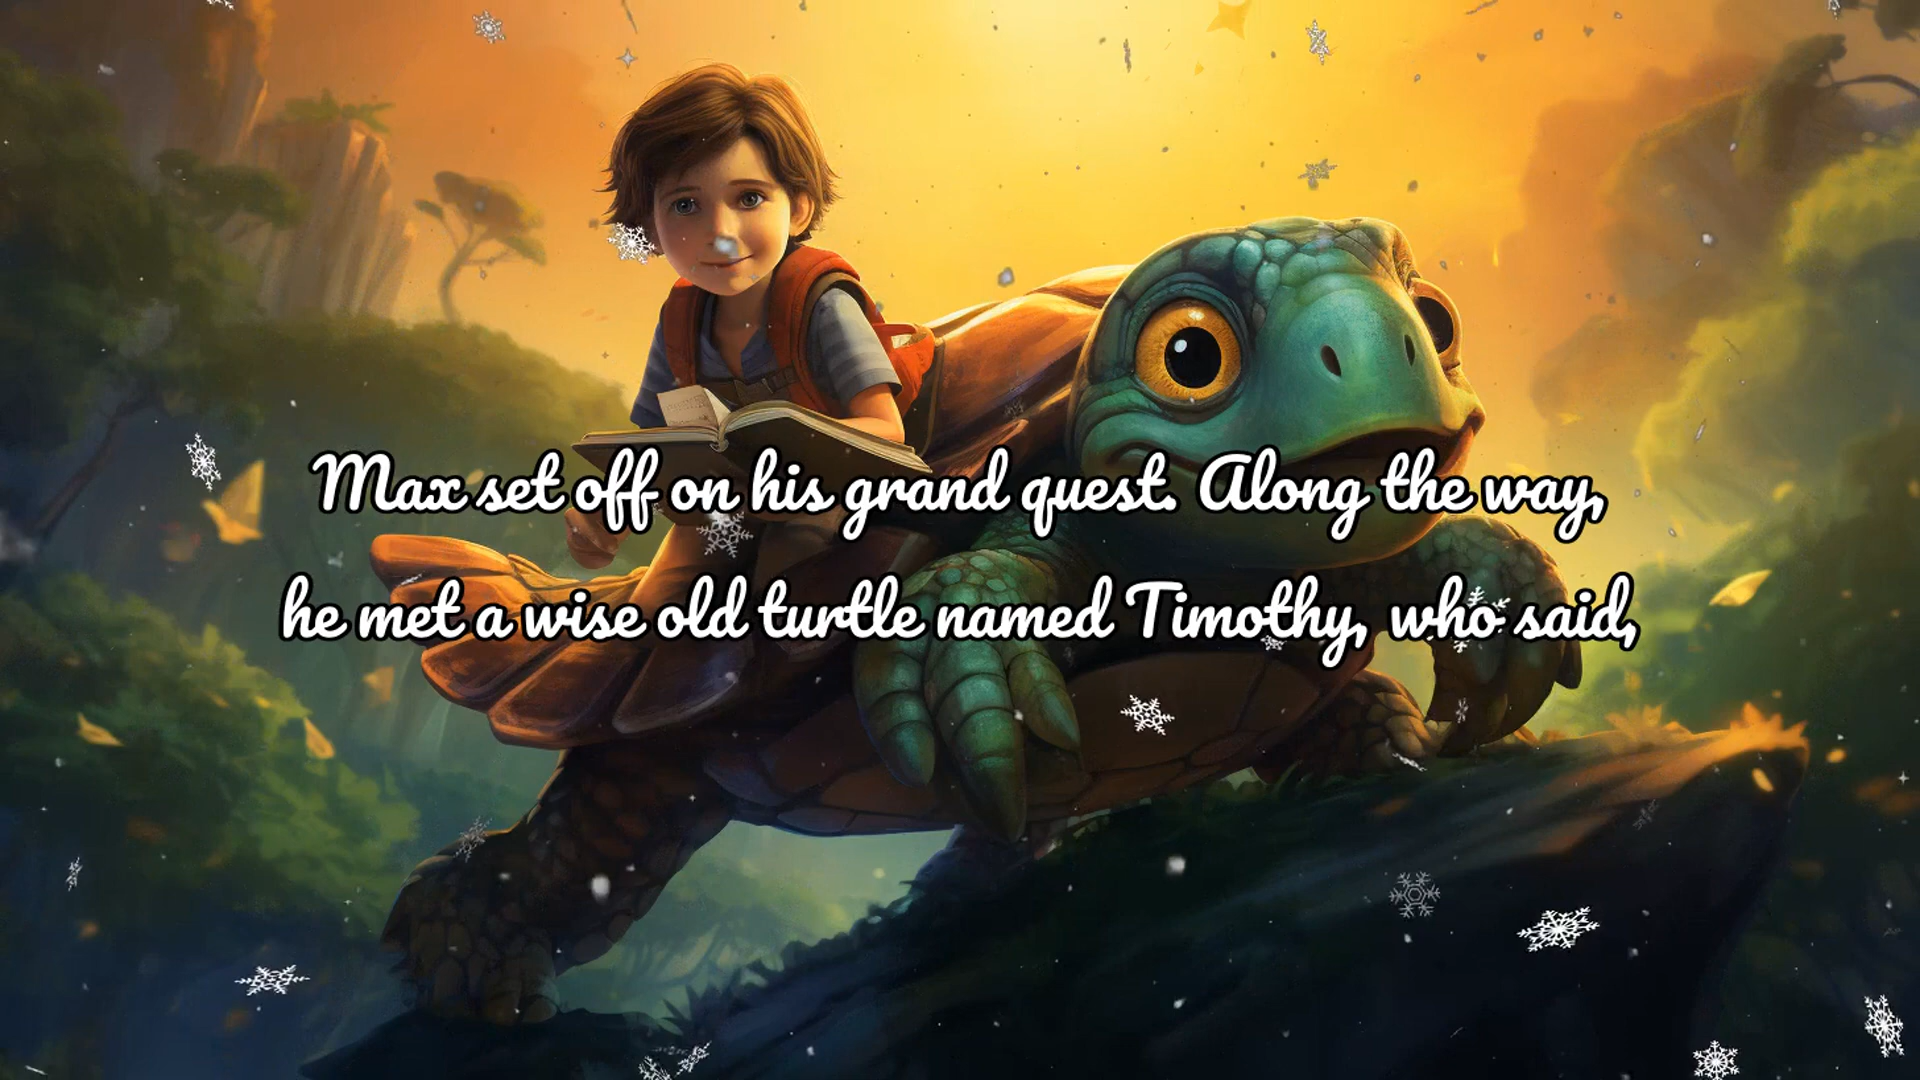 Max set off on his grand quest. Along the way,
he met a wise old turtle named Timothy, who said,